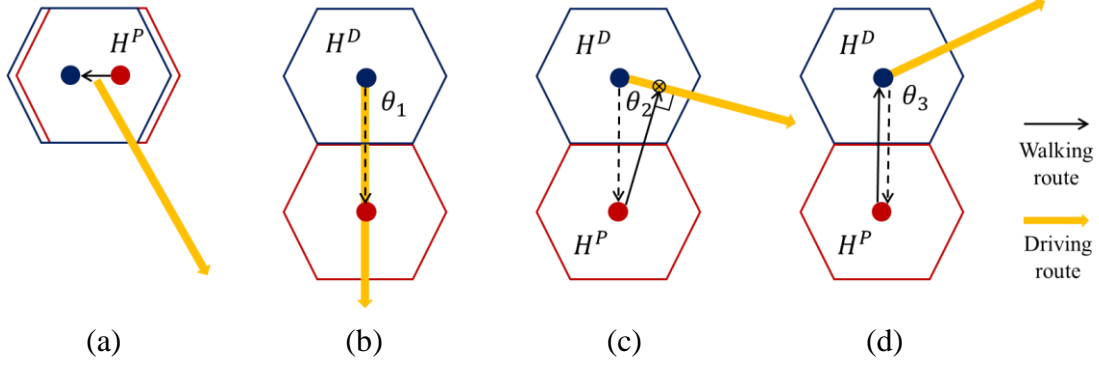 H^P
H^D
θ_1
H^D
θ_2
H^P
H^D
θ_3
H^P
Walking
route
Driving
route
(a)
(b)
(c)
(d)